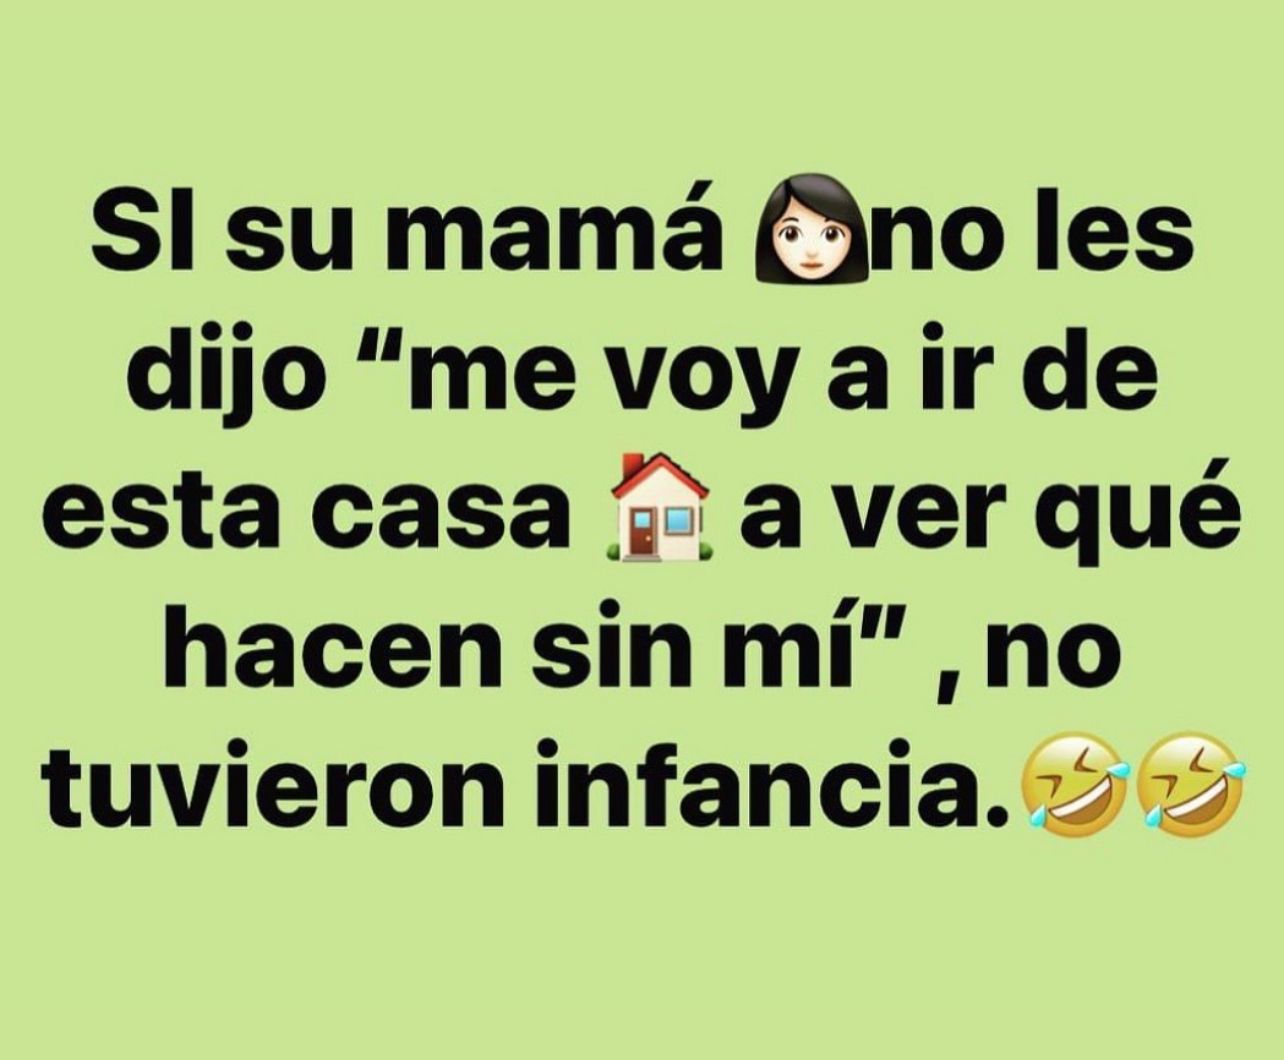 SI su mamá 👩🏻no les
dijo “me voy a ir de
esta casa 🏠 a ver qué
hacen sin mí” , no
tuvieron infancia.🤣🤣